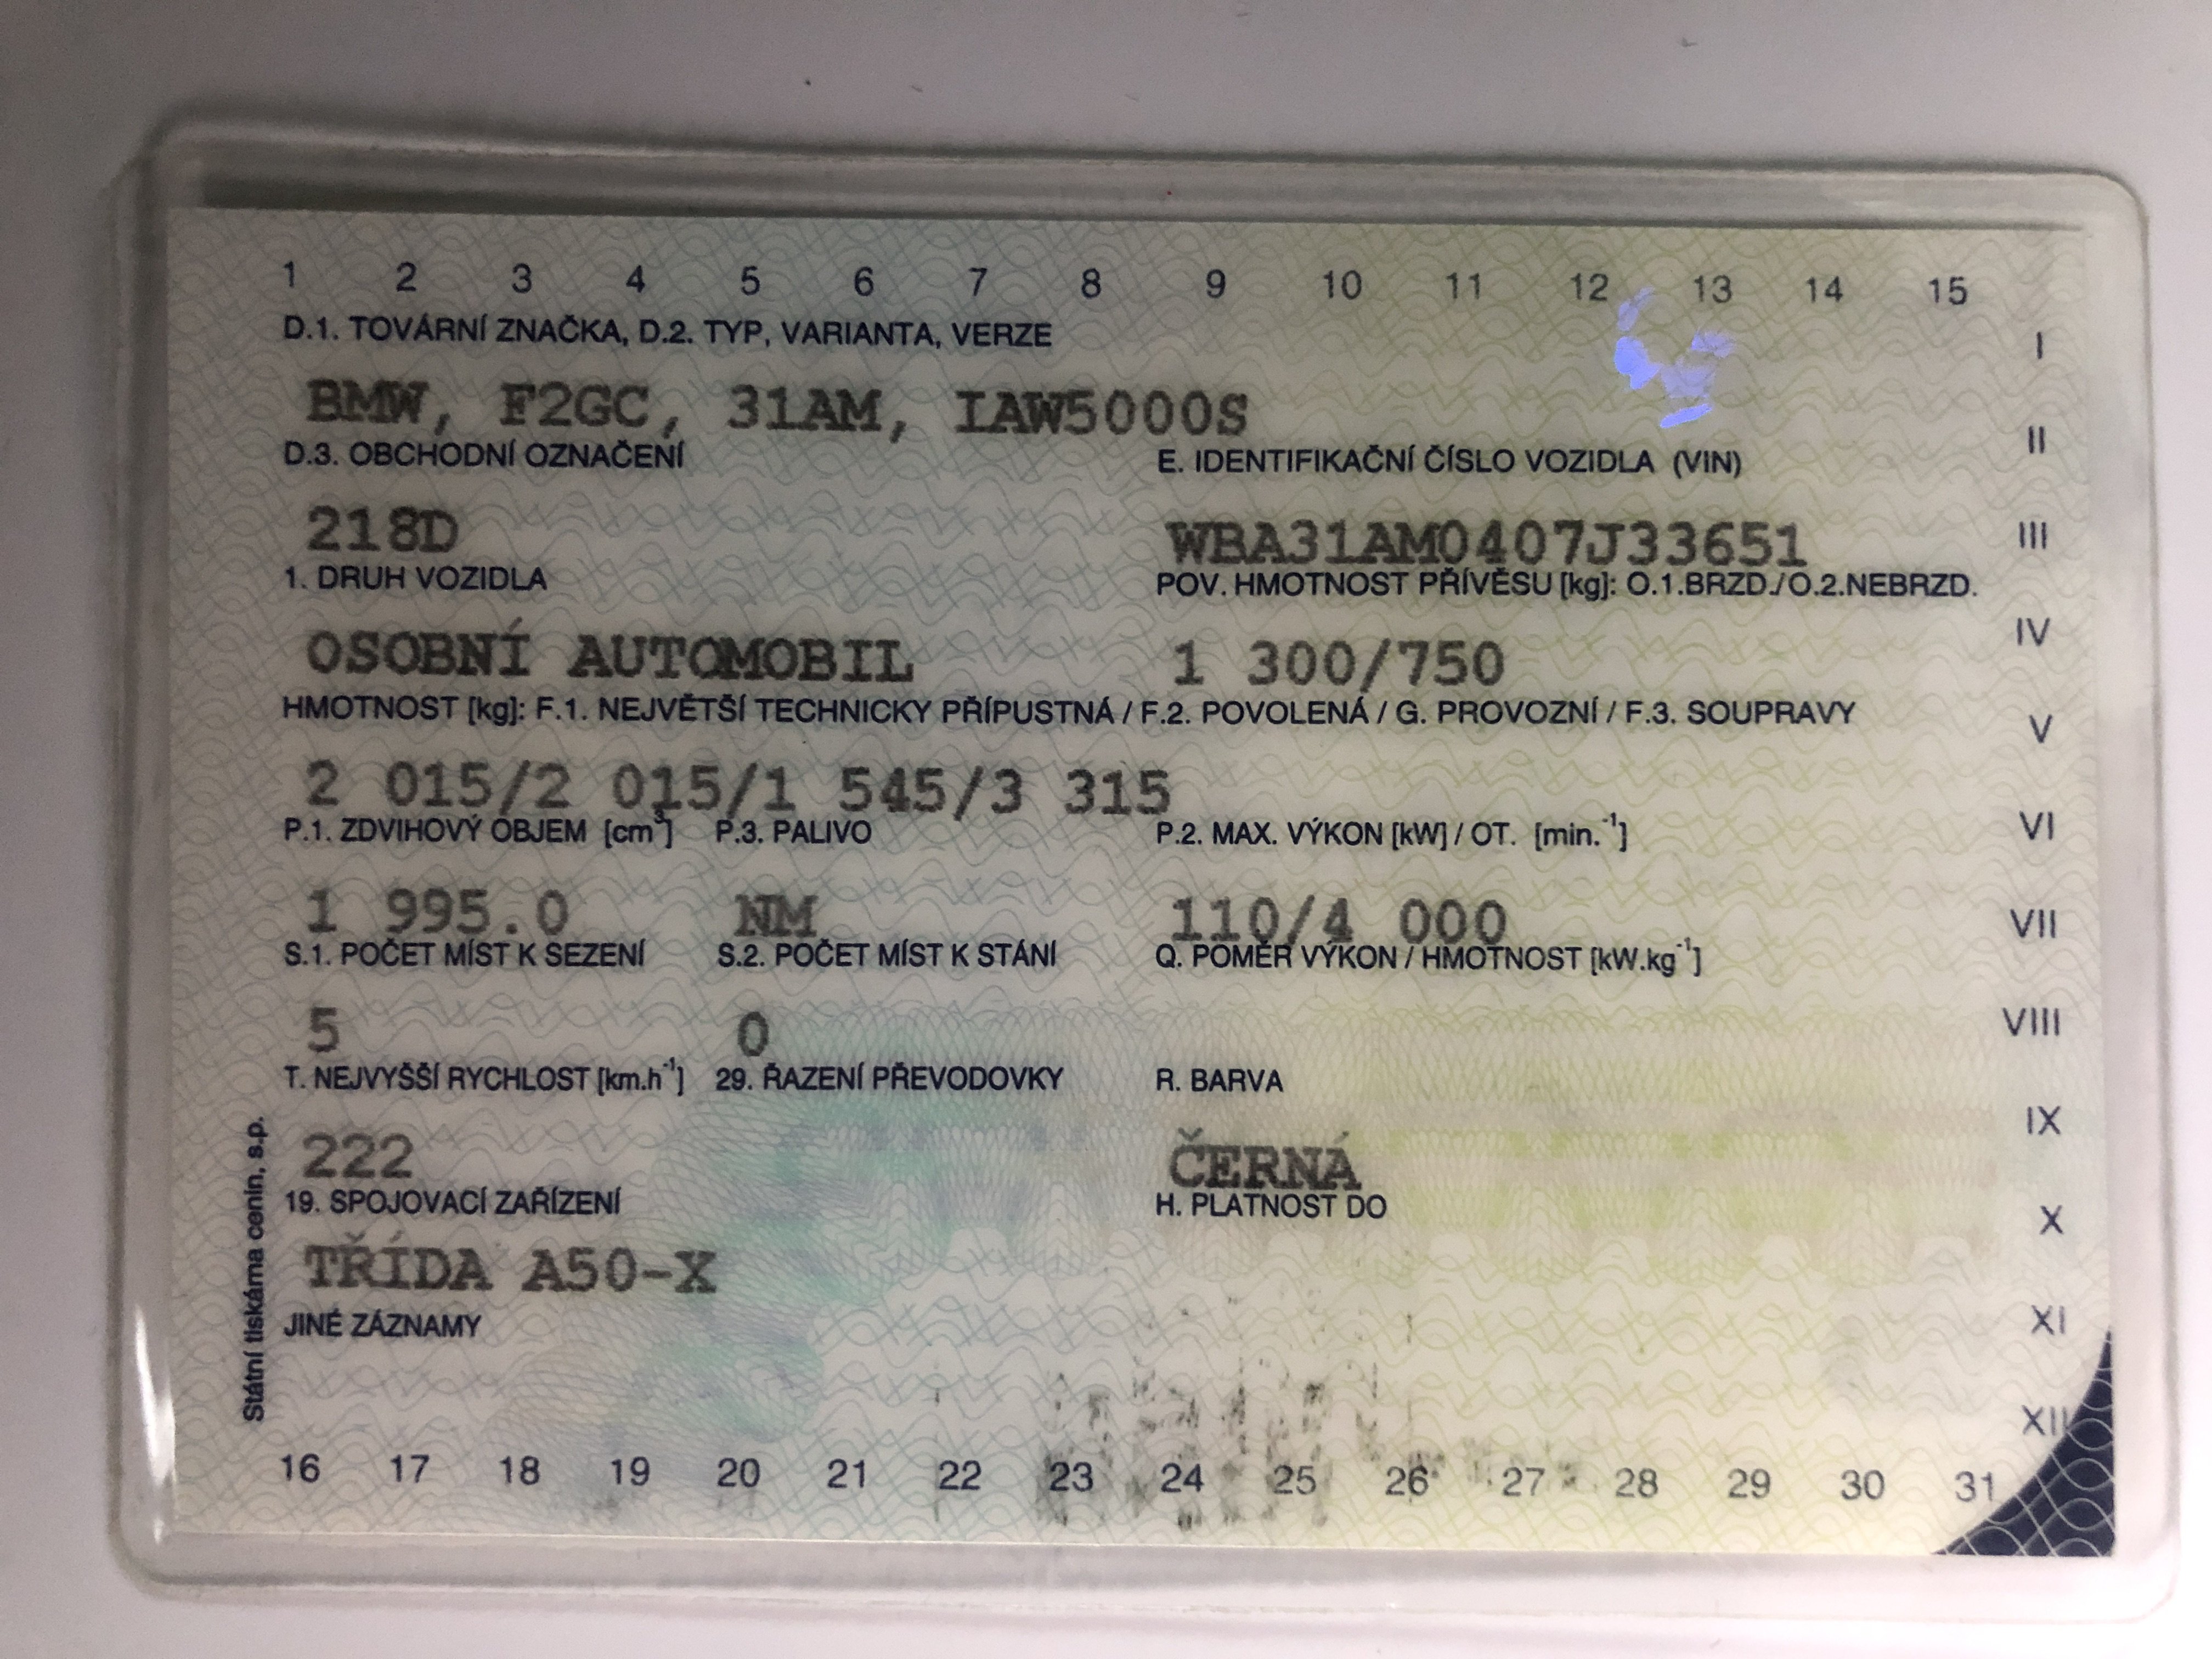 1 2 3 4 5 6 7 8 9 10 11 12 13 14 15
D.1. TOVÁRNÍ ZNAČKA, D.2. TYP, VARIANTA, VERZE
I
BMW, F2GC, 31AM, IAW5000S
D.3. OBCHODNÍ OZNAČENÍ E. IDENTIFIKAČNÍ ČÍSLO VOZIDLA (VIN)
II
218D WBA31AM0407J33651
III
1. DRUH VOZIDLA POV. HMOTNOST PŘÍVĚSU [kg]: O.1.BRZD./O.2.NEBRZD.
OSOBNÍ AUTOMOBIL 1 300/750
IV
HMOTNOST [kg]: F.1. NEJVĚTŠÍ TECHNICKY PŘÍPUSTNÁ / F.2. POVOLENÁ / G. PROVOZNÍ / F.3. SOUPRAVY
V
2 015/2 015/1 545/3 315
P.1. ZDVIHOVÝ OBJEM [cm³] P.3. PALIVO P.2. MAX. VÝKON [kW] / OT. [min.⁻¹]
VI
1 995.0 NM 110/4 000
VII
S.1. POČET MÍST K SEZENÍ S.2. POČET MÍST K STÁNÍ Q. POMĚR VÝKON / HMOTNOST [kW.kg⁻¹]
5 0
VIII
T. NEJVYŠŠÍ RYCHLOST [km.h⁻¹] 29. ŘAZENÍ PŘEVODOVKY R. BARVA
IX
222 ČERNÁ
19. SPOJOVACÍ ZAŘÍZENÍ H. PLATNOST DO
X
TŘÍDA A50-X
JINÉ ZÁZNAMY
XI
XII
Státní tiskárna cenin, s.p.
16 17 18 19 20 21 22 23 24 25 26 27 28 29 30 31